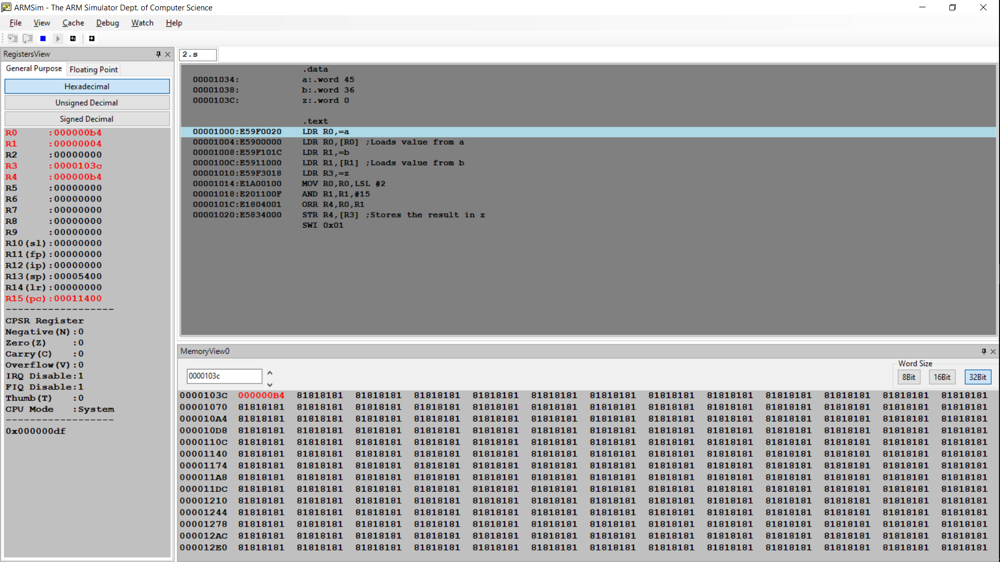 ARMSim - The ARM Simulator Dept. of Computer Science
File View Cache Debug Watch Help
RegistersView
General Purpose Floating Point
Hexadecimal
Unsigned Decimal
Signed Decimal
R0 :000000b4
R1 :00000004
R2 :00000000
R3 :0000103c
R4 :000000b4
R5 :00000000
R6 :00000000
R7 :00000000
R8 :00000000
R9 :00000000
R10(sl):00000000
R11(fp):00000000
R12(ip):00000000
R13(sp):00005400
R14(lr):00000000
R15(pc):00011400
------------------
CPSR Register
Negative(N):0
Zero(Z) :0
Carry(C) :0
Overflow(V):0
IRQ Disable:1
FIQ Disable:1
Thumb(T) :0
CPU Mode :System
------------------
0x000000df
2.s
.data
00001034: a:.word 45
00001038: b:.word 36
0000103C: z:.word 0
.text
00001000:E59F0020 LDR R0,=a
00001004:E5900000 LDR R0,[R0] ;Loads value from a
00001008:E59F101C LDR R1,=b
0000100C:E5911000 LDR R1,[R1] ;Loads value from b
00001010:E59F3018 LDR R3,=z
00001014:E1A00100 MOV R0,R0,LSL #2
00001018:E201100F AND R1,R1,#15
0000101C:E1804001 ORR R4,R0,R1
00001020:E5834000 STR R4,[R3] ;Stores the result in z
SWI 0x01
MemoryView0
0000103c
Word Size
8Bit 16Bit 32Bit
0000103C 000000B4 81818181 81818181 81818181 81818181 81818181 81818181 81818181 81818181 81818181 81818181 81818181 81818181
00001070 81818181 81818181 81818181 81818181 81818181 81818181 81818181 81818181 81818181 81818181 81818181 81818181 81818181
000010A4 81818181 81818181 81818181 81818181 81818181 81818181 81818181 81818181 81818181 81818181 81818181 81818181 81818181
000010D8 81818181 81818181 81818181 81818181 81818181 81818181 81818181 81818181 81818181 81818181 81818181 81818181 81818181
0000110C 81818181 81818181 81818181 81818181 81818181 81818181 81818181 81818181 81818181 81818181 81818181 81818181 81818181
00001140 81818181 81818181 81818181 81818181 81818181 81818181 81818181 81818181 81818181 81818181 81818181 81818181 81818181
00001174 81818181 81818181 81818181 81818181 81818181 81818181 81818181 81818181 81818181 81818181 81818181 81818181 81818181
000011A8 81818181 81818181 81818181 81818181 81818181 81818181 81818181 81818181 81818181 81818181 81818181 81818181 81818181
000011DC 81818181 81818181 81818181 81818181 81818181 81818181 81818181 81818181 81818181 81818181 81818181 81818181 81818181
00001210 81818181 81818181 81818181 81818181 81818181 81818181 81818181 81818181 81818181 81818181 81818181 81818181 81818181
00001244 81818181 81818181 81818181 81818181 81818181 81818181 81818181 81818181 81818181 81818181 81818181 81818181 81818181
00001278 81818181 81818181 81818181 81818181 81818181 81818181 81818181 81818181 81818181 81818181 81818181 81818181 81818181
000012AC 81818181 81818181 81818181 81818181 81818181 81818181 81818181 81818181 81818181 81818181 81818181 81818181 81818181
000012E0 81818181 81818181 81818181 81818181 81818181 81818181 81818181 81818181 81818181 81818181 81818181 81818181 81818181